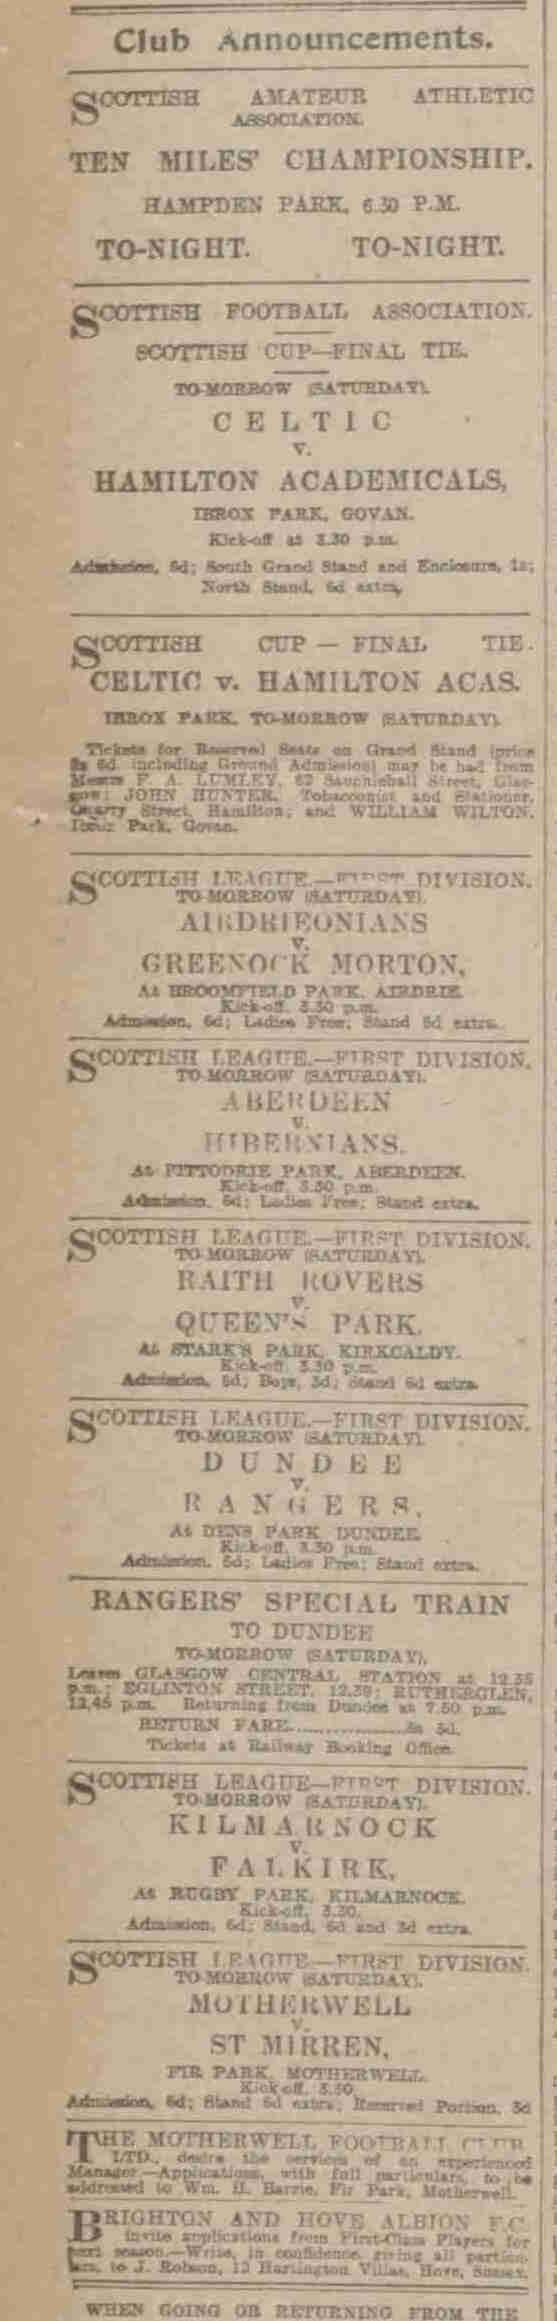 Club Announcements.
SCOTTISH AMATEUR ATHLETIC
ASSOCIATION.
TEN MILES' CHAMPIONSHIP.
HAMPDEN PARK, 6.30 P.M.
TO-NIGHT. TO-NIGHT.
SCOTTISH FOOTBALL ASSOCIATION.
SCOTTISH CUP—FINAL TIE.
TO-MORROW (SATURDAY).
CELTIC
v.
HAMILTON ACADEMICALS,
IBROX PARK, GOVAN.
Kick-off at 3.30 p.m.
Admission, 6d; South Grand Stand and Enclosure, 1s;
North Stand, 6d extra.
SCOTTISH CUP — FINAL TIE.
CELTIC v. HAMILTON ACAS.
IBROX PARK, TO-MORROW (SATURDAY).
Tickets for Reserved Seats on Grand Stand (price
6d including Ground Admission) may be had from
Messrs F. A. LUMLEY, 62 Sauchiehall Street, Glas-
gow; JOHN HUNTER, Tobacconist and Stationer,
Quarry Street, Hamilton; and WILLIAM WILTON,
Ibrox Park, Govan.
SCOTTISH LEAGUE.—FIRST DIVISION.
TO-MORROW (SATURDAY).
AIRDRIEONIANS
v.
GREENOCK MORTON,
At BROOMFIELD PARK, AIRDRIE.
Kick-off, 3.30 p.m.
Admission, 6d; Ladies Free; Stand 6d extra.
SCOTTISH LEAGUE.—FIRST DIVISION.
TO-MORROW (SATURDAY).
ABERDEEN
v.
HIBERNIANS.
At PITTODRIE PARK, ABERDEEN.
Kick-off, 3.30 p.m.
Admission, 6d; Ladies Free; Stand extra.
SCOTTISH LEAGUE.—FIRST DIVISION.
TO-MORROW (SATURDAY).
RAITH ROVERS
v.
QUEEN'S PARK.
At STARK'S PARK, KIRKCALDY.
Kick-off, 3.30 p.m.
Admission, 6d; Boys, 3d; Stand 6d extra.
SCOTTISH LEAGUE.—FIRST DIVISION.
TO-MORROW (SATURDAY).
DUNDEE
v.
RANGERS,
At DENS PARK, DUNDEE.
Kick-off, 3.30 p.m.
Admission, 6d; Ladies Free; Stand extra.
RANGERS' SPECIAL TRAIN
TO DUNDEE
TO-MORROW (SATURDAY),
Leaves GLASGOW CENTRAL STATION at 12.35
p.m.; EGLINTON STREET, 12.39; RUTHERGLEN,
12.45 p.m. Returning from Dundee at 7.50 p.m.
RETURN FARE
Tickets at Railway Booking Office.
SCOTTISH LEAGUE—FIRST DIVISION.
TO-MORROW (SATURDAY).
KILMARNOCK
v.
FALKIRK,
At RUGBY PARK, KILMARNOCK.
Kick-off, 3.30.
Admission, 6d; Stand, 6d and 3d extra.
SCOTTISH LEAGUE—FIRST DIVISION.
TO-MORROW (SATURDAY).
MOTHERWELL
v.
ST MIRREN,
FIR PARK, MOTHERWELL.
Kick-off, 3.30.
Admission, 6d; Stand 6d extra; Reserved Portion, 3d
THE MOTHERWELL FOOTBALL CLUB
LTD., desire the services of an experienced
Manager.—Applications, with full particulars, to be
addressed to Wm. H. Barrie, Fir Park, Motherwell.
BRIGHTON AND HOVE ALBION F.C.
invite applications from First-Class Players for
next season.—Write, in confidence, giving all particu-
lars, to J. Robson, 12 Hartington Villas, Hove, Sussex.
WHEN GOING OR RETURNING FROM THE